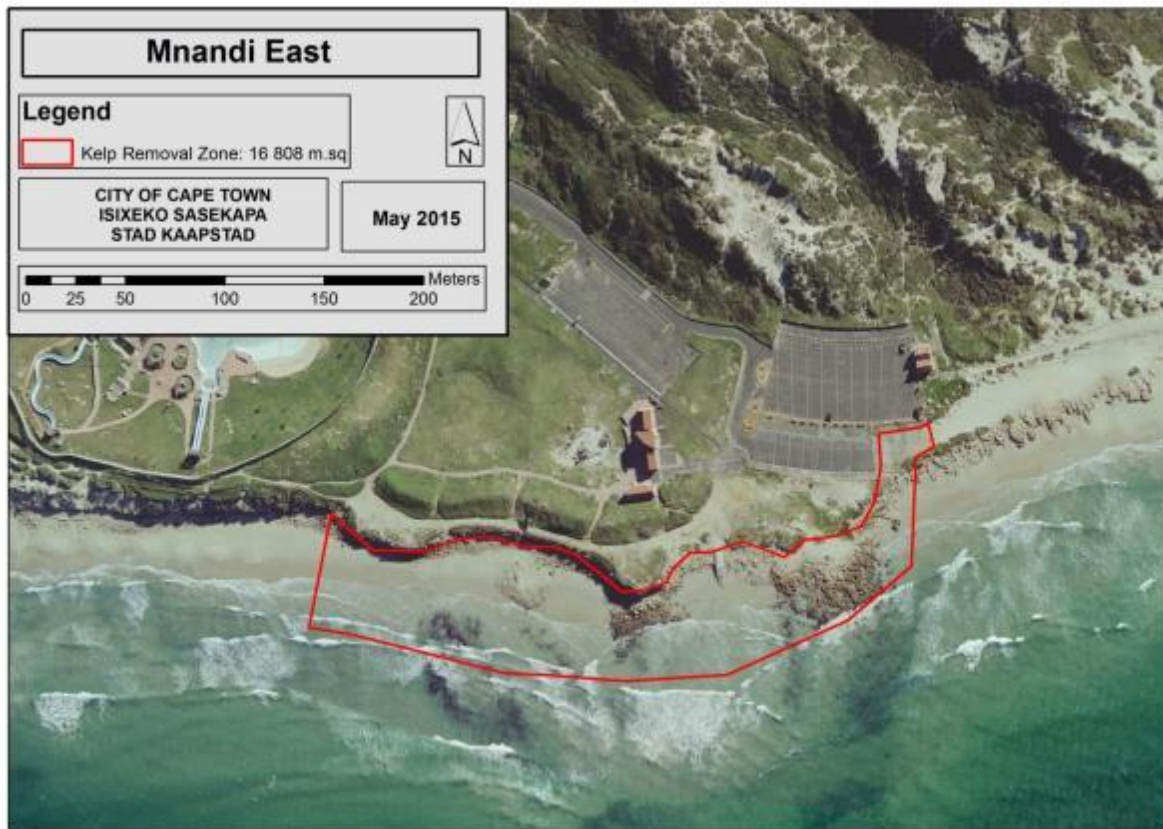 Mnandi East
Legend
Kelp Removal Zone: 16 808 m.sq
N
CITY OF CAPE TOWN
ISIXEKO SASEKAPA
STAD KAAPSTAD
May 2015
Meters
0 25 50 100 150 200